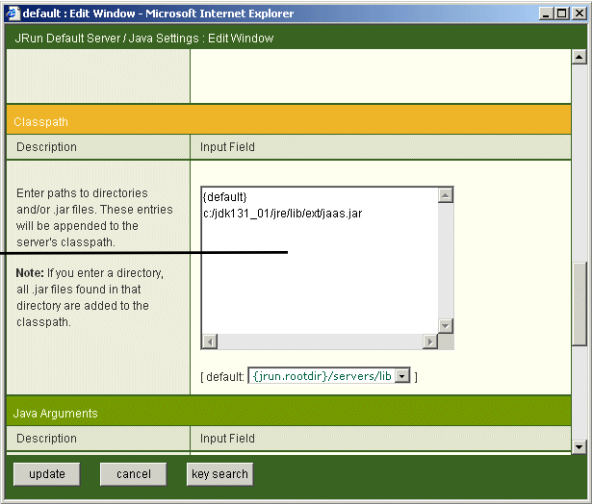 default : Edit Window - Microsoft Internet Explorer
JRun Default Server / Java Settings : Edit Window
Classpath
Description
Input Field
Enter paths to directories
and/or .jar files. These entries
will be appended to the
server's classpath.
Note: If you enter a directory,
all .jar files found in that
directory are added to the
classpath.
{default}
c:/jdk131_01/jre/lib/ext/jaas.jar
[ default: {jrun.rootdir}/servers/lib ]
Java Arguments
Description
Input Field
update
cancel
key search